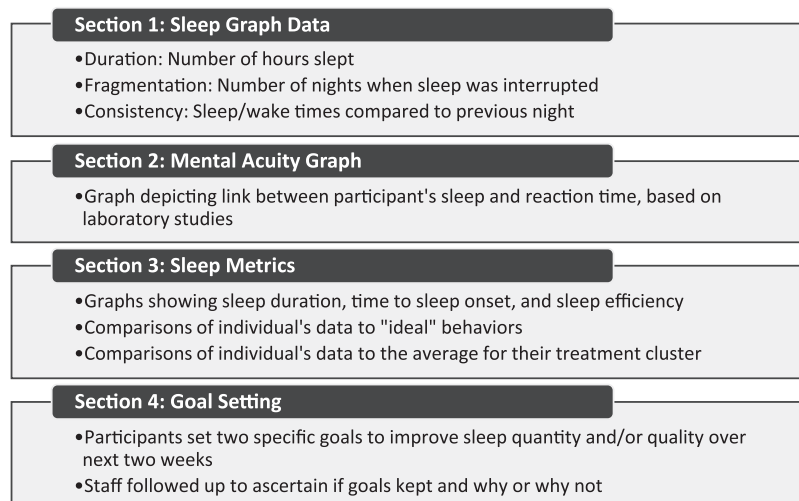 Section 1: Sleep Graph Data
•Duration: Number of hours slept
•Fragmentation: Number of nights when sleep was interrupted
•Consistency: Sleep/wake times compared to previous night
Section 2: Mental Acuity Graph
•Graph depicting link between participant's sleep and reaction time, based on
laboratory studies
Section 3: Sleep Metrics
•Graphs showing sleep duration, time to sleep onset, and sleep efficiency
•Comparisons of individual's data to "ideal" behaviors
•Comparisons of individual's data to the average for their treatment cluster
Section 4: Goal Setting
•Participants set two specific goals to improve sleep quantity and/or quality over
next two weeks
•Staff followed up to ascertain if goals kept and why or why not